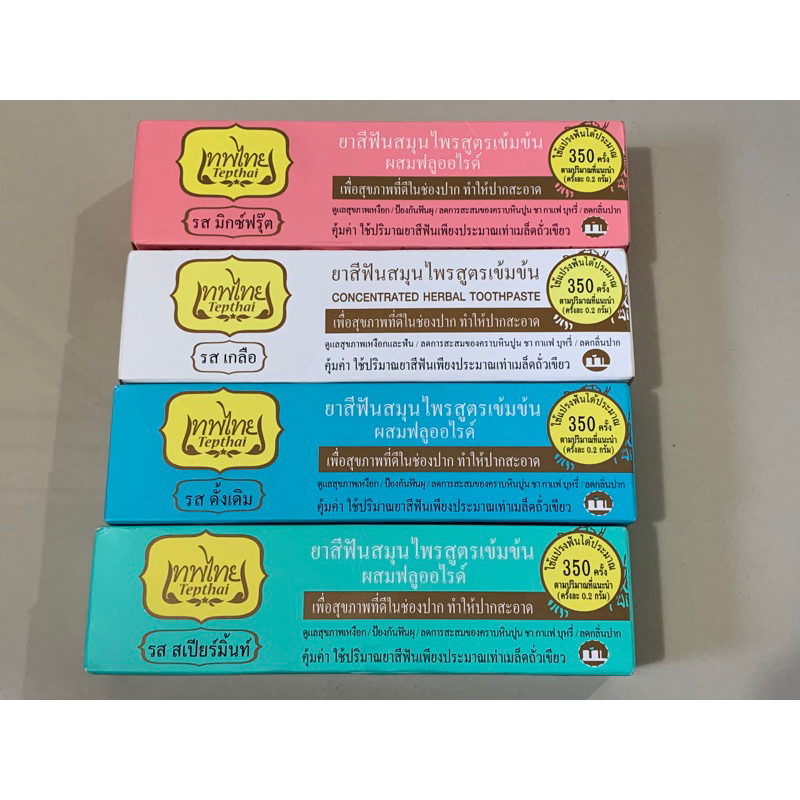 เทพไทย
Tepthai
รส มิกซ์ฟรุ๊ต
ยาสีฟันสมุนไพรสูตรเข้มข้น
ผสมฟลูออไรด์
เพื่อสุขภาพที่ดีในช่องปาก ทำให้ปากสะอาด
ดูแลสุขภาพเหงือก / ป้องกันฟันผุ / ลดการสะสมของคราบหินปูน ชา กาแฟ บุหรี่ / ลดกลิ่นปาก
คุ้มค่า ใช้ปริมาณยาสีฟันเพียงประมาณเท่าเมล็ดถั่วเขียว
ใช้แปรงฟันได้ประมาณ
350 ครั้ง
ตามปริมาณที่แนะนำ
(ครั้งละ 0.2 กรัม)
เทพไทย
Tepthai
รส เกลือ
ยาสีฟันสมุนไพรสูตรเข้มข้น
CONCENTRATED HERBAL TOOTHPASTE
เพื่อสุขภาพที่ดีในช่องปาก ทำให้ปากสะอาด
ดูแลสุขภาพเหงือกและฟัน / ลดการสะสมของคราบหินปูน ชา กาแฟ บุหรี่ / ลดกลิ่นปาก
คุ้มค่า ใช้ปริมาณยาสีฟันเพียงประมาณเท่าเมล็ดถั่วเขียว
ใช้แปรงฟันได้ประมาณ
350 ครั้ง
ตามปริมาณที่แนะนำ
(ครั้งละ 0.2 กรัม)
เทพไทย
Tepthai
รส ดั้งเดิม
ยาสีฟันสมุนไพรสูตรเข้มข้น
ผสมฟลูออไรด์
เพื่อสุขภาพที่ดีในช่องปาก ทำให้ปากสะอาด
ดูแลสุขภาพเหงือก / ป้องกันฟันผุ / ลดการสะสมของคราบหินปูน ชา กาแฟ บุหรี่ / ลดกลิ่นปาก
คุ้มค่า ใช้ปริมาณยาสีฟันเพียงประมาณเท่าเมล็ดถั่วเขียว
ใช้แปรงฟันได้ประมาณ
350 ครั้ง
ตามปริมาณที่แนะนำ
(ครั้งละ 0.2 กรัม)
เทพไทย
Tepthai
รส สเปียร์มิ้นท์
ยาสีฟันสมุนไพรสูตรเข้มข้น
ผสมฟลูออไรด์
เพื่อสุขภาพที่ดีในช่องปาก ทำให้ปากสะอาด
ดูแลสุขภาพเหงือก / ป้องกันฟันผุ / ลดการสะสมของคราบหินปูน ชา กาแฟ บุหรี่ / ลดกลิ่นปาก
คุ้มค่า ใช้ปริมาณยาสีฟันเพียงประมาณเท่าเมล็ดถั่วเขียว
ใช้แปรงฟันได้ประมาณ
350 ครั้ง
ตามปริมาณที่แนะนำ
(ครั้งละ 0.2 กรัม)